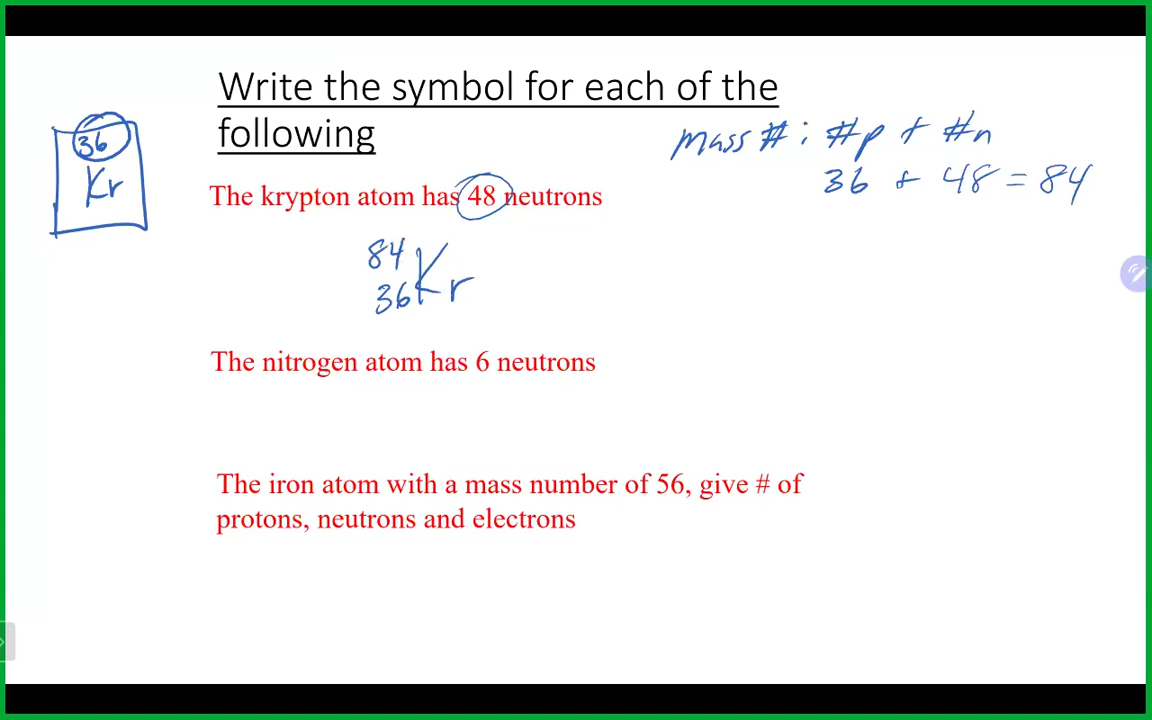 Write the symbol for each of the
following
36
Kr
mass # : #p + #n
36 + 48 = 84
The krypton atom has 48 neutrons
84
36 Kr
The nitrogen atom has 6 neutrons
The iron atom with a mass number of 56, give # of
protons, neutrons and electrons